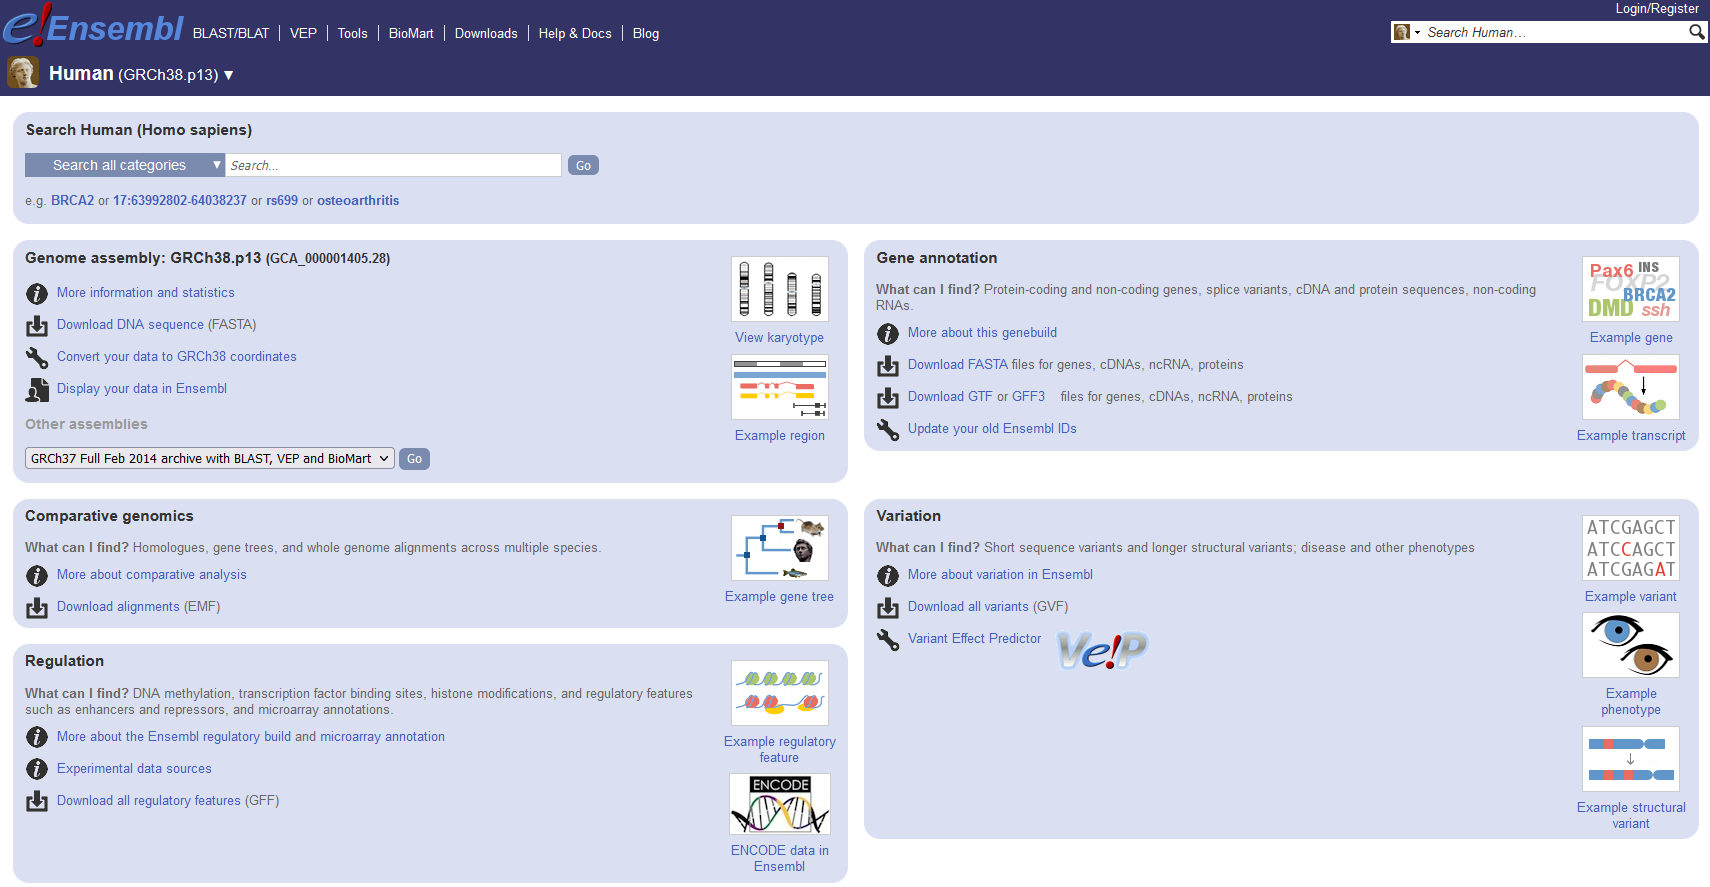 Login/Register
e!Ensembl BLAST/BLAT VEP Tools BioMart Downloads Help & Docs Blog
Search Human…
Human (GRCh38.p13) ▼
Search Human (Homo sapiens)
Search all categories ▼ Search... Go
e.g. BRCA2 or 17:63992802-64038237 or rs699 or osteoarthritis
Genome assembly: GRCh38.p13 (GCA_000001405.28)
More information and statistics
Download DNA sequence (FASTA)
Convert your data to GRCh38 coordinates
Display your data in Ensembl
Other assemblies
GRCh37 Full Feb 2014 archive with BLAST, VEP and BioMart Go
View karyotype
Example region
Gene annotation
What can I find? Protein-coding and non-coding genes, splice variants, cDNA and protein sequences, non-coding
RNAs.
More about this genebuild
Download FASTA files for genes, cDNAs, ncRNA, proteins
Download GTF or GFF3 files for genes, cDNAs, ncRNA, proteins
Update your old Ensembl IDs
Pax6 INS
FOXP2
BRCA2
DMD ssh
Example gene
Example transcript
Comparative genomics
What can I find? Homologues, gene trees, and whole genome alignments across multiple species.
More about comparative analysis
Download alignments (EMF)
Example gene tree
Variation
What can I find? Short sequence variants and longer structural variants; disease and other phenotypes
More about variation in Ensembl
Download all variants (GVF)
Variant Effect Predictor Ve!P
ATCGAGCT
ATCCAGCT
ATCGAGAT
Example variant
Example
phenotype
Example structural
variant
Regulation
What can I find? DNA methylation, transcription factor binding sites, histone modifications, and regulatory features
such as enhancers and repressors, and microarray annotations.
More about the Ensembl regulatory build and microarray annotation
Experimental data sources
Download all regulatory features (GFF)
Example regulatory
feature
ENCODE
ENCODE data in
Ensembl